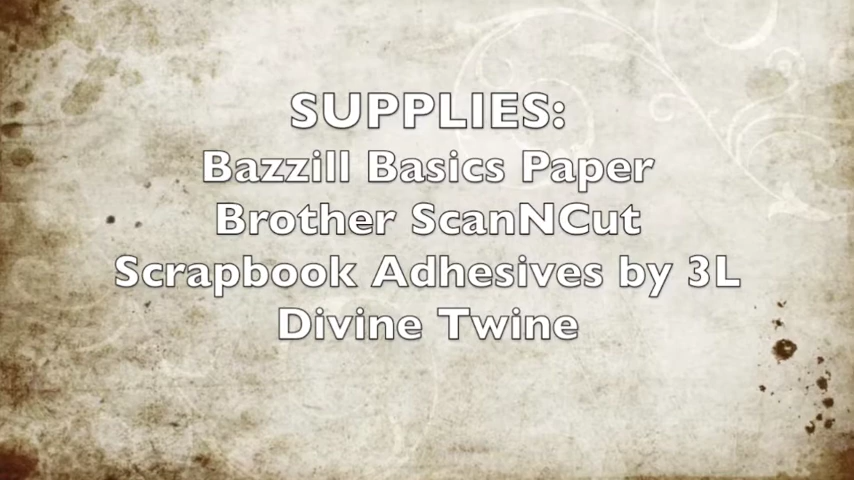 SUPPLIES:
Bazzill Basics Paper
Brother ScanNCut
Scrapbook Adhesives by 3L
Divine Twine